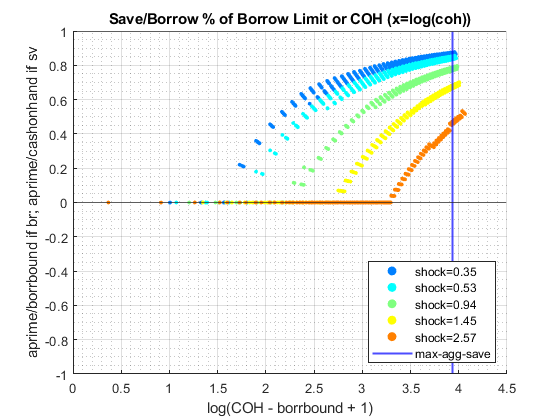 Save/Borrow % of Borrow Limit or COH (x=log(coh))
aprime/borrbound if br; aprime/cashonhand if sv
1
0.8
0.6
0.4
0.2
0
-0.2
-0.4
-0.6
-0.8
-1
shock=0.35
shock=0.53
shock=0.94
shock=1.45
shock=2.57
max-agg-save
0 0.5 1 1.5 2 2.5 3 3.5 4 4.5
log(COH - borrbound + 1)